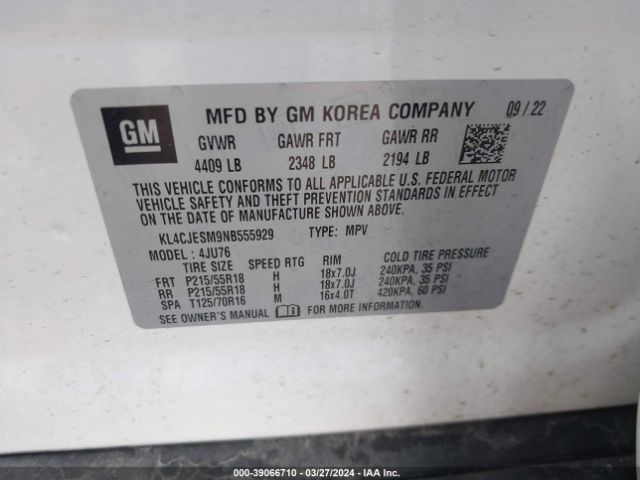 GM
MFD BY GM KOREA COMPANY 09/22
GVWR GAWR FRT GAWR RR
4409 LB 2348 LB 2194 LB
THIS VEHICLE CONFORMS TO ALL APPLICABLE U.S. FEDERAL MOTOR
VEHICLE SAFETY AND THEFT PREVENTION STANDARDS IN EFFECT
ON THE DATE OF MANUFACTURE SHOWN ABOVE.
KL4CJESM9NB555929 TYPE: MPV
MODEL: 4JU76
TIRE SIZE SPEED RTG RIM COLD TIRE PRESSURE
FRT P215/55R18 H 18x7.0J 240KPA, 35 PSI
RR P215/55R18 H 18x7.0J 240KPA, 35 PSI
SPA T125/70R16 M 16x4.0T 420KPA, 60 PSI
SEE OWNER'S MANUAL FOR MORE INFORMATION.
000-39066710 | 03/27/2024 | IAA Inc.